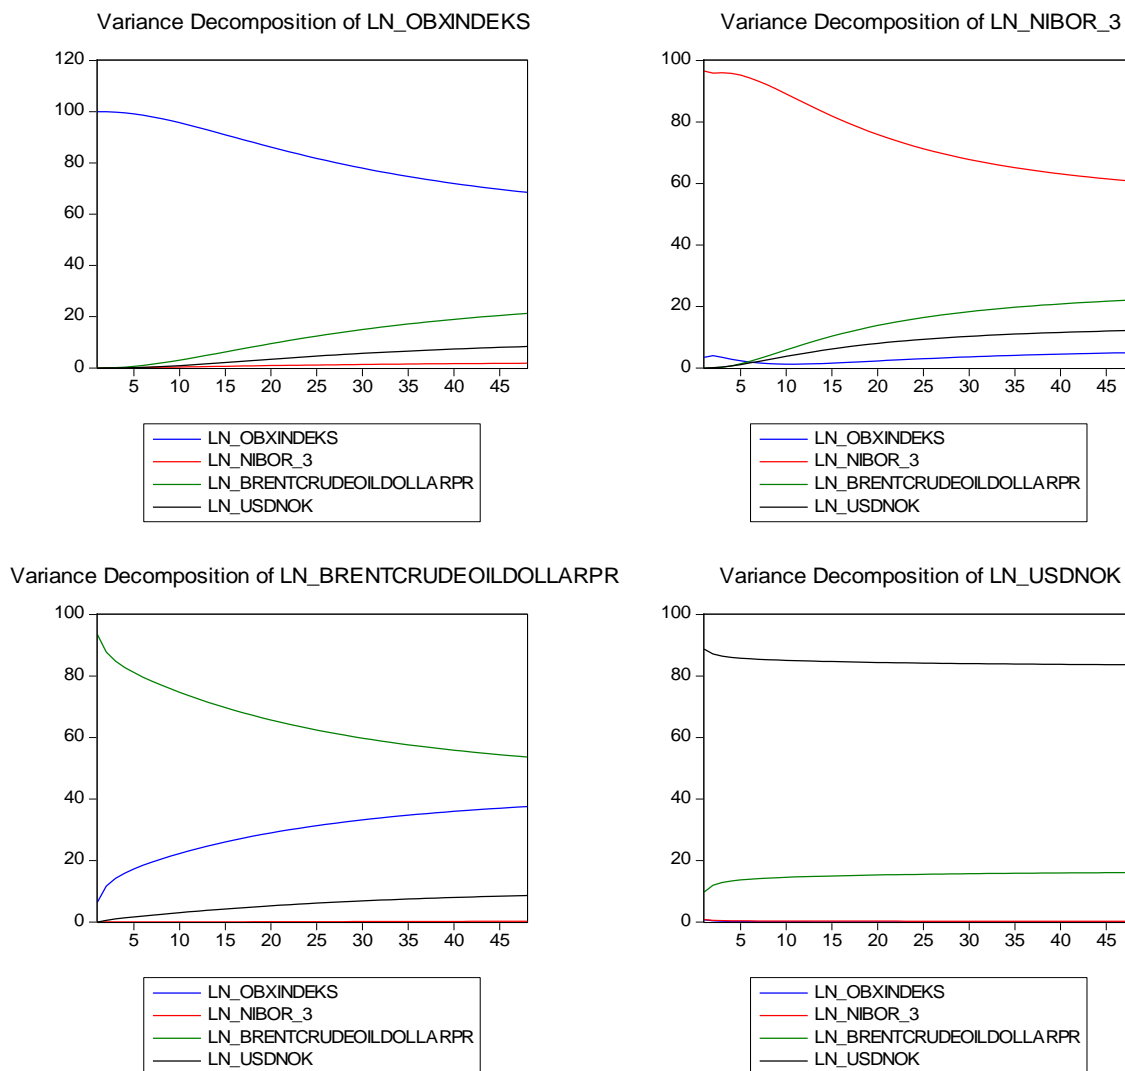 Variance Decomposition of LN_OBXINDEKS
120
100
80
60
40
20
0
5 10 15 20 25 30 35 40 45
LN_OBXINDEKS
LN_NIBOR_3
LN_BRENTCRUDEOILDOLLARPR
LN_USDNOK
Variance Decomposition of LN_NIBOR_3
100
80
60
40
20
0
5 10 15 20 25 30 35 40 45
LN_OBXINDEKS
LN_NIBOR_3
LN_BRENTCRUDEOILDOLLARPR
LN_USDNOK
Variance Decomposition of LN_BRENTCRUDEOILDOLLARPR
100
80
60
40
20
0
5 10 15 20 25 30 35 40 45
LN_OBXINDEKS
LN_NIBOR_3
LN_BRENTCRUDEOILDOLLARPR
LN_USDNOK
Variance Decomposition of LN_USDNOK
100
80
60
40
20
0
5 10 15 20 25 30 35 40 45
LN_OBXINDEKS
LN_NIBOR_3
LN_BRENTCRUDEOILDOLLARPR
LN_USDNOK